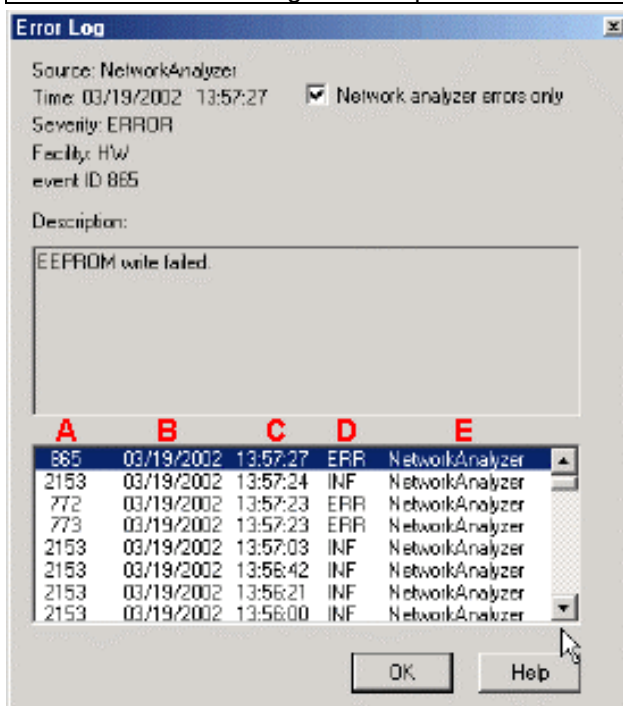 Error Log
Source: NetworkAnalyzer
Time: 03/19/2002 13:57:27 Network analyzer errors only
Severity: ERROR
Facility: HW
event ID 865
Description:
EEPROM write failed.
A B C D E
865 03/19/2002 13:57:27 ERR NetworkAnalyzer
2153 03/19/2002 13:57:24 INF NetworkAnalyzer
772 03/19/2002 13:57:23 ERR NetworkAnalyzer
773 03/19/2002 13:57:23 ERR NetworkAnalyzer
2153 03/19/2002 13:57:03 INF NetworkAnalyzer
2153 03/19/2002 13:56:42 INF NetworkAnalyzer
2153 03/19/2002 13:56:21 INF NetworkAnalyzer
2153 03/19/2002 13:56:00 INF NetworkAnalyzer
OK Help